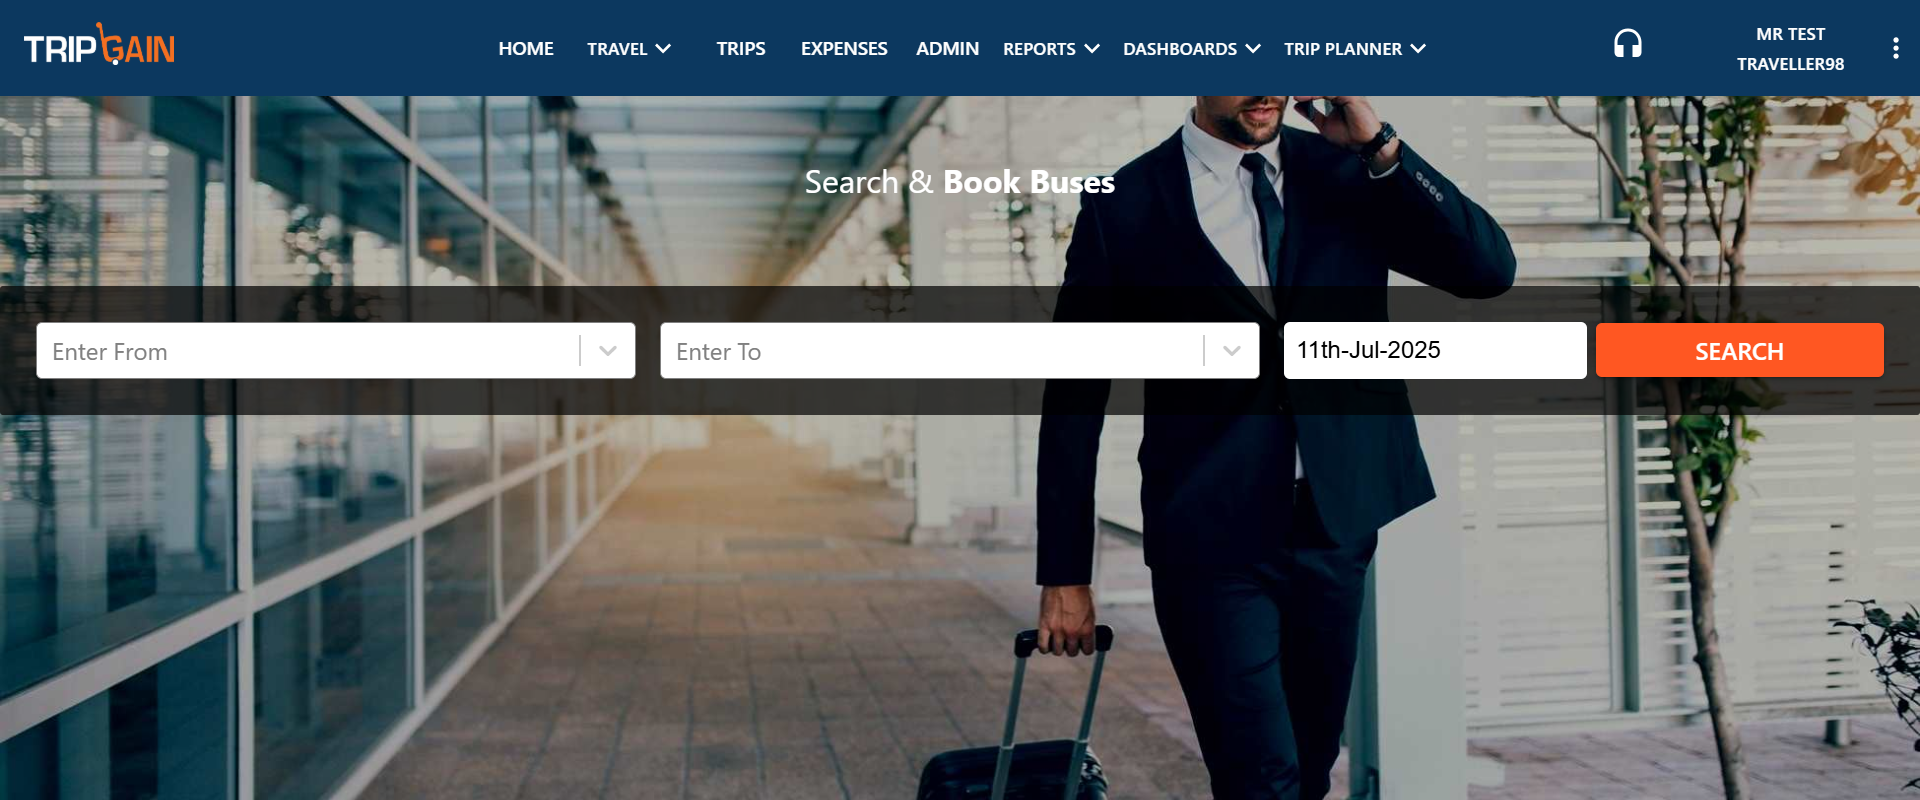 TRIPGAIN
HOME TRAVEL TRIPS EXPENSES ADMIN REPORTS DASHBOARDS TRIP PLANNER
MR TEST
TRAVELLER98
Search & Book Buses
Enter From
Enter To
11th-Jul-2025
SEARCH